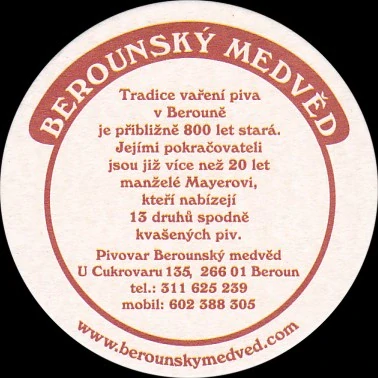 BEROUNSKÝ MEDVĚD
Tradice vaření piva
v Berouně
je přibližně 800 let stará.
Jejími pokračovateli
jsou již více než 20 let
manželé Mayerovi,
kteří nabízejí
13 druhů spodně
kvašených piv.
Pivovar Berounský medvěd
U Cukrovaru 135, 266 01 Beroun
tel.: 311 625 239
mobil: 602 388 305
www.berounskymedved.com